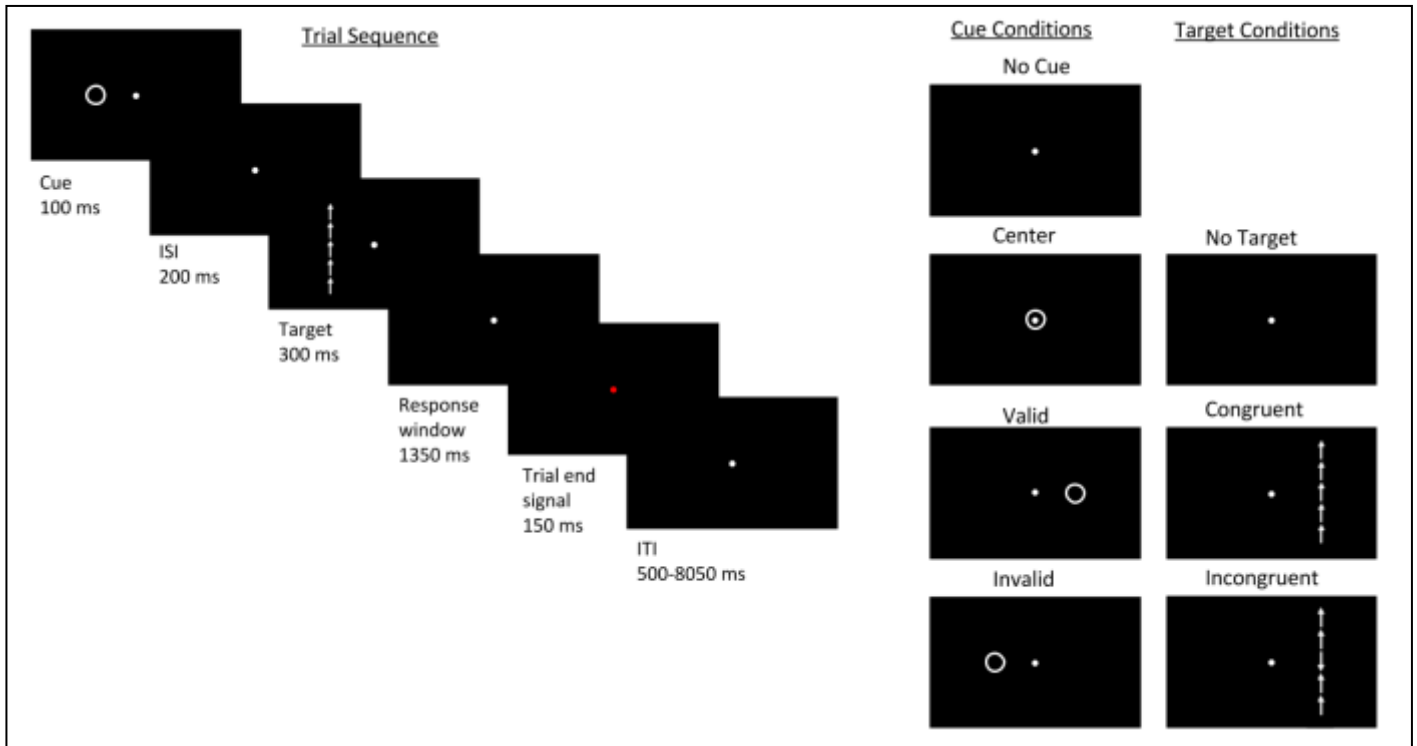 Trial Sequence
Cue
100 ms
ISI
200 ms
Target
300 ms
Response
window
1350 ms
Trial end
signal
150 ms
ITI
500-8050 ms
Cue Conditions
No Cue
Center
Valid
Invalid
Target Conditions
No Target
Congruent
Incongruent